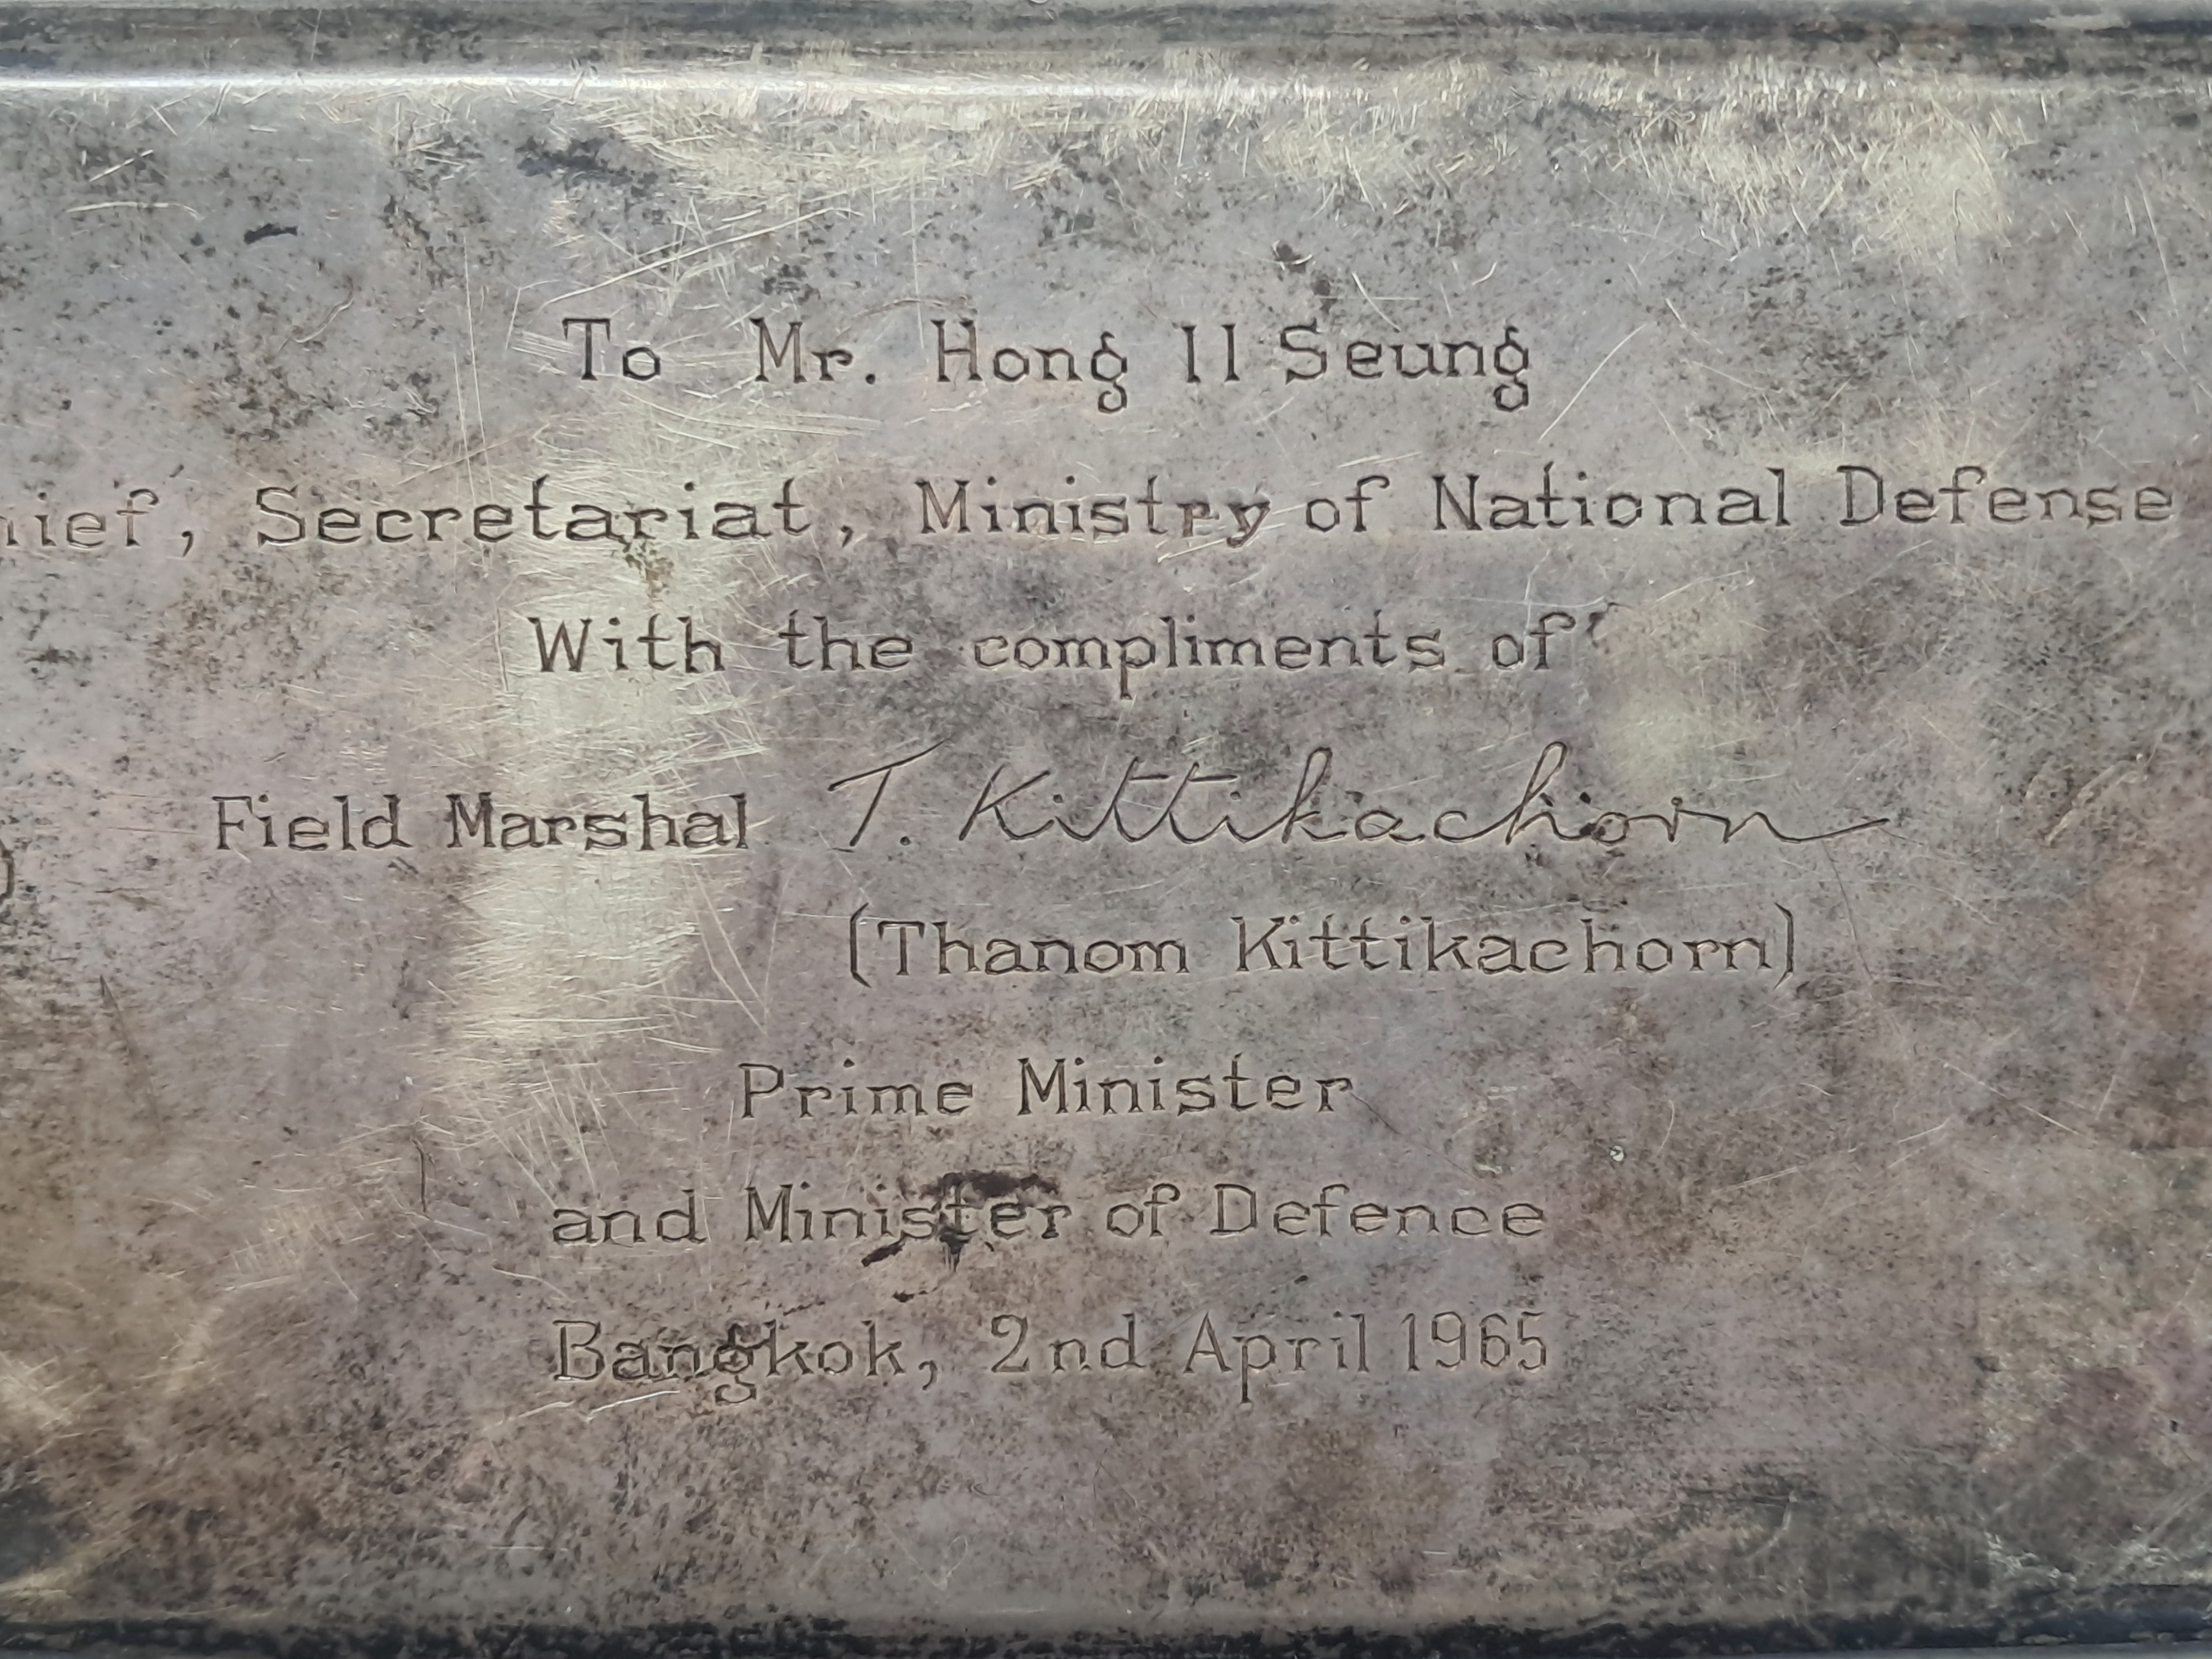 To Mr. Hong Il Seung
hief, Secretariat, Ministry of National Defense
With the compliments of
Field Marshal T. Kittikachorn
(Thanom Kittikachorn)
Prime Minister
and Minister of Defence
Bangkok, 2nd April 1965